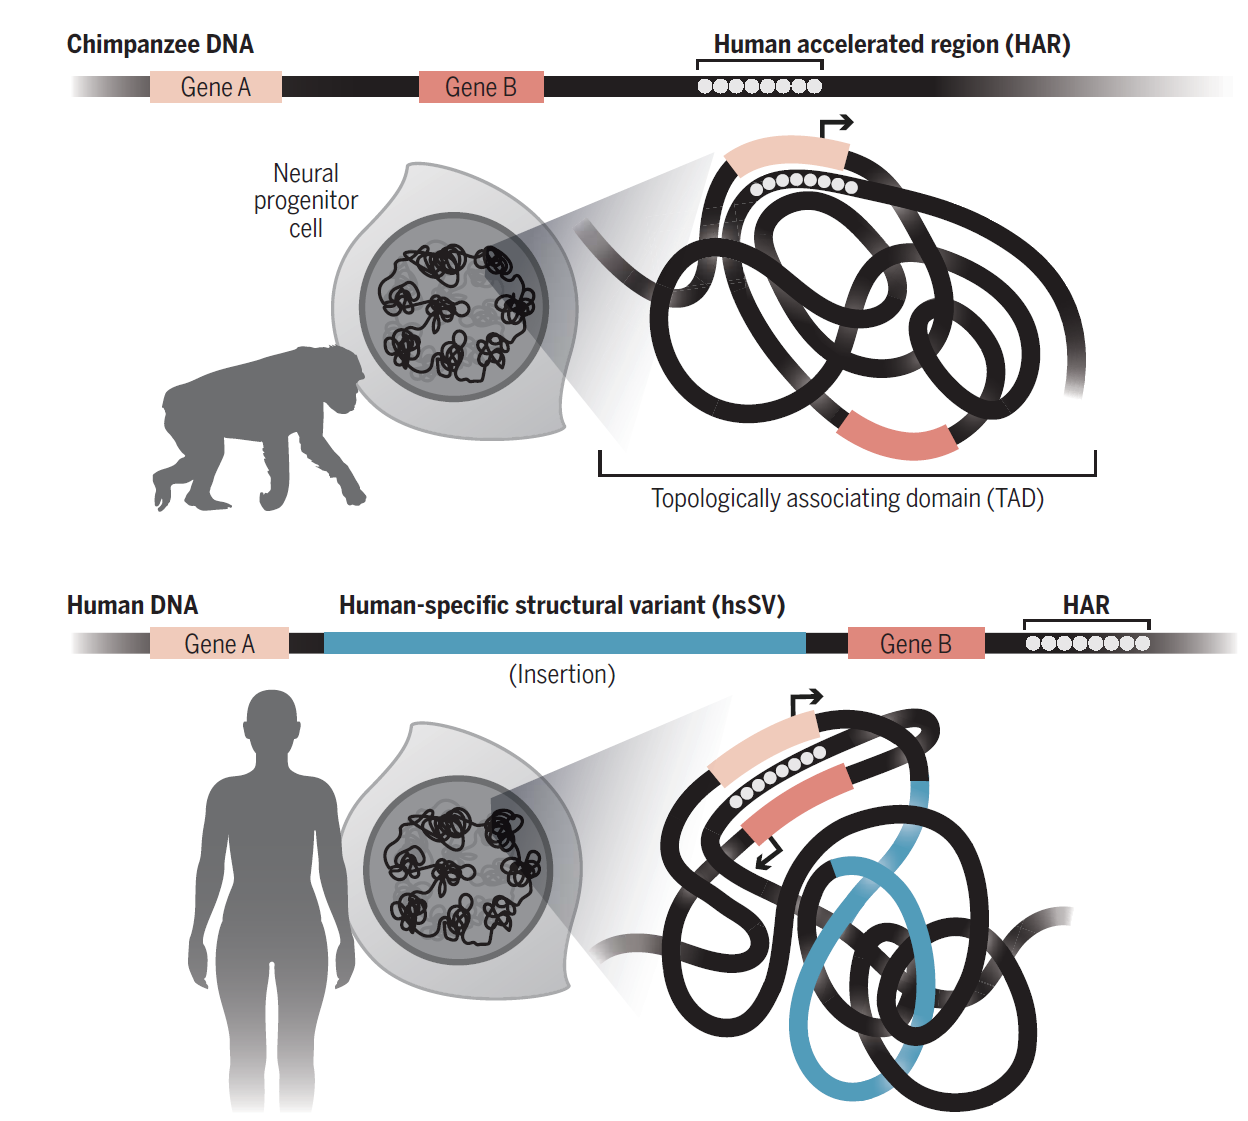 Chimpanzee DNA
Human accelerated region (HAR)
Gene A
Gene B
Neural
progenitor
cell
Topologically associating domain (TAD)
Human DNA
Human-specific structural variant (hsSV)
HAR
Gene A
Gene B
(Insertion)